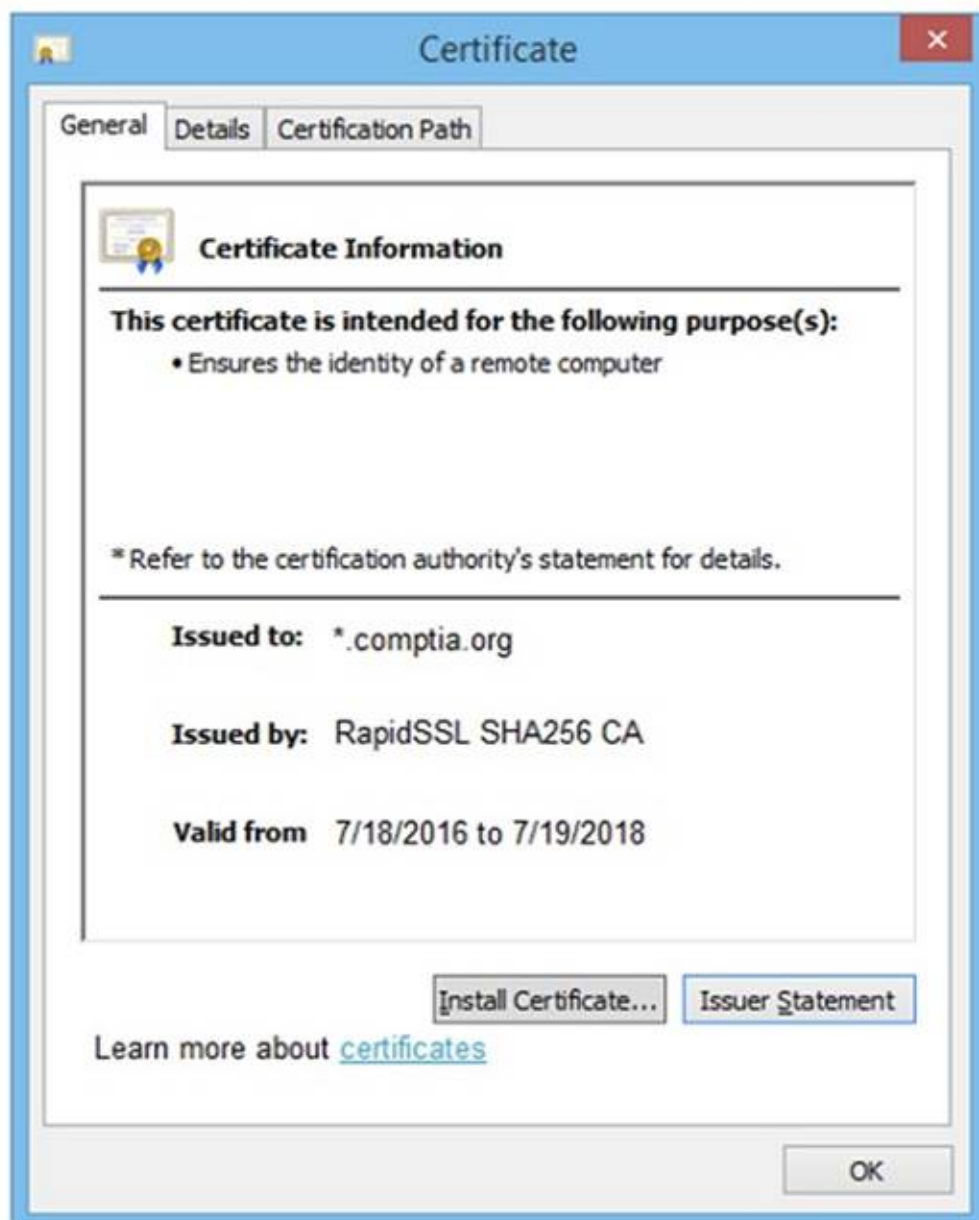 Certificate
General Details Certification Path
Certificate Information
This certificate is intended for the following purpose(s):
• Ensures the identity of a remote computer
* Refer to the certification authority's statement for details.
Issued to: *.comptia.org
Issued by: RapidSSL SHA256 CA
Valid from 7/18/2016 to 7/19/2018
Install Certificate... Issuer Statement
Learn more about certificates
OK